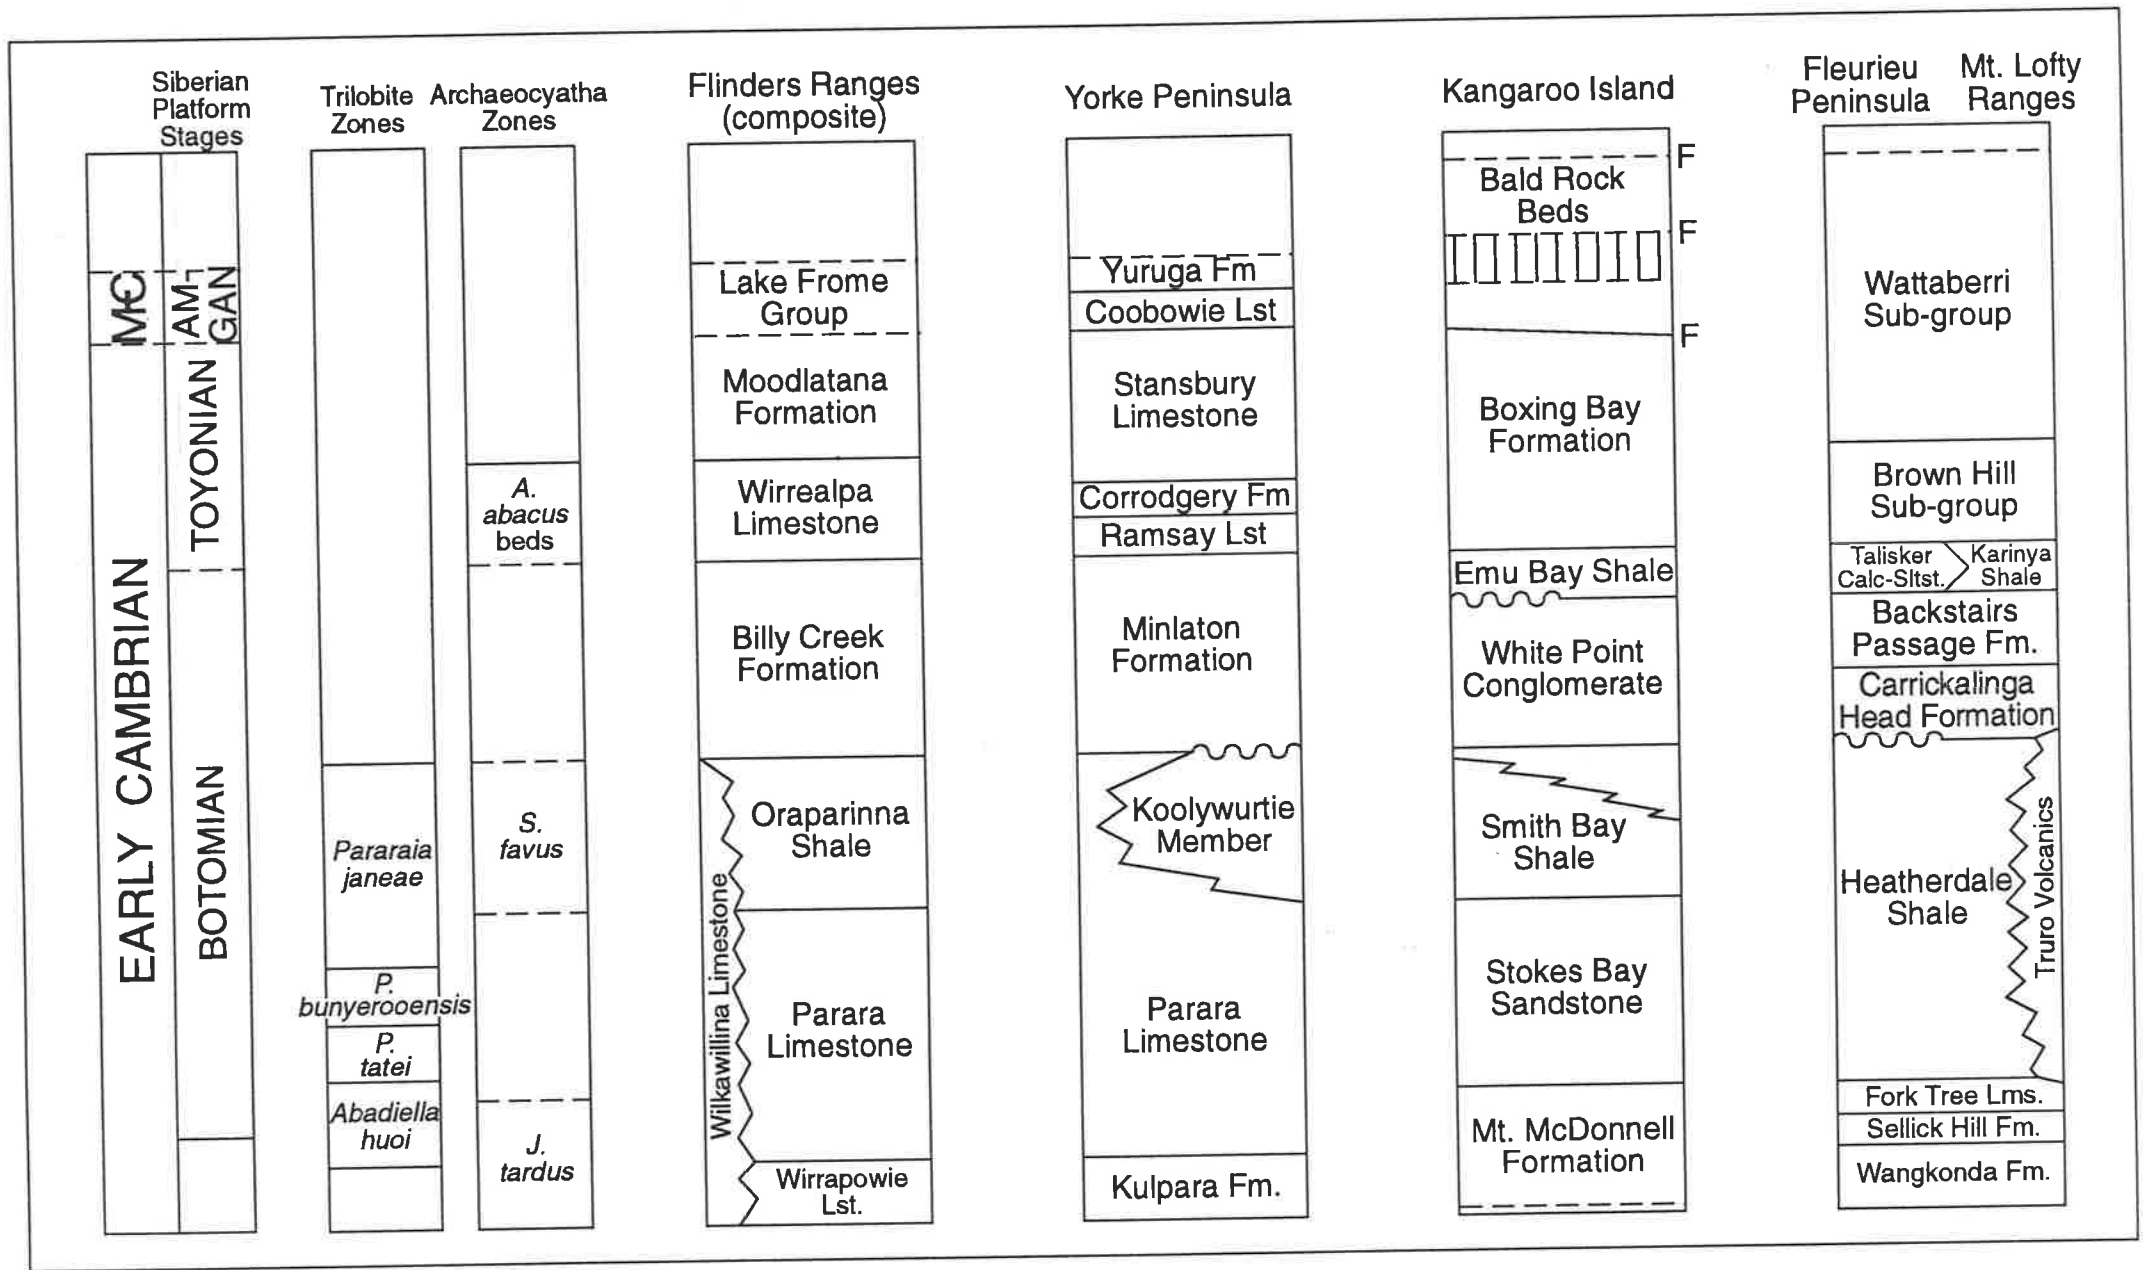 Siberian
Platform
Stages
Trilobite
Zones
Archaeocyatha
Zones
Flinders Ranges
(composite)
Yorke Peninsula
Kangaroo Island
Fleurieu
Peninsula
Mt. Lofty
Ranges
EARLY CAMBRIAN
MꞒ
AM-
GAN
TOYONIAN
BOTOMIAN
Pararaia
janeae
P.
bunyerooensis
P.
tatei
Abadiella
huoi
A.
abacus
beds
S.
favus
J.
tardus
Lake Frome
Group
Moodlatana
Formation
Wirrealpa
Limestone
Billy Creek
Formation
Oraparinna
Shale
Wilkawillina Limestone
Parara
Limestone
Wirrapowie
Lst.
Yuruga Fm
Coobowie Lst
Stansbury
Limestone
Corrodgery Fm
Ramsay Lst
Minlaton
Formation
Koolywurtie
Member
Parara
Limestone
Kulpara Fm.
F
Bald Rock
Beds
F
F
Boxing Bay
Formation
Emu Bay Shale
White Point
Conglomerate
Smith Bay
Shale
Stokes Bay
Sandstone
Mt. McDonnell
Formation
Wattaberri
Sub-group
Brown Hill
Sub-group
Talisker
Calc-Sltst.
Karinya
Shale
Backstairs
Passage Fm.
Carrickalinga
Head Formation
Heatherdale
Shale
Truro Volcanics
Fork Tree Lms.
Sellick Hill Fm.
Wangkonda Fm.